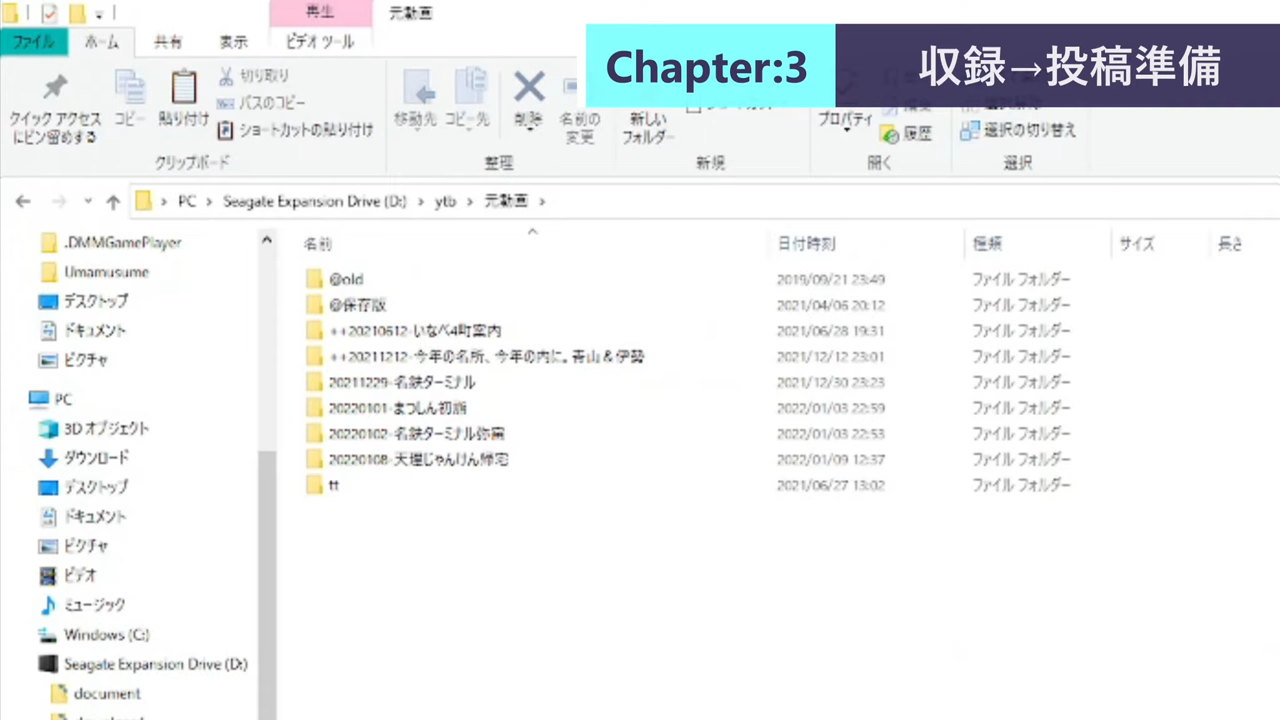 再生
元動画
ファイル
ホーム
共有
表示
ビデオ ツール
Chapter:3
収録→投稿準備
クイック アクセス
にピン留めする
コピー
貼り付け
切り取り
パスのコピー
ショートカットの貼り付け
クリップボード
移動先
コピー先
削除
名前の
変更
整理
新しい
フォルダー
新規
プロパティ
履歴
開く
選択の切り替え
選択
PC
Seagate Expansion Drive (D:)
ytb
元動画
名前
日付時刻
種類
サイズ
長さ
@old
2019/09/21 23:49
ファイル フォルダー
@保存版
2021/04/06 20:12
ファイル フォルダー
++20210612-いなべ4町案内
2021/06/28 19:31
ファイル フォルダー
++20211212-今年の名所、今年の内に。青山&伊勢
2021/12/12 23:01
ファイル フォルダー
20211229-名鉄ターミナル
2021/12/30 23:23
ファイル フォルダー
20220101-まつしん初詣
2022/01/03 22:59
ファイル フォルダー
20220102-名鉄ターミナル弥富
2022/01/03 22:53
ファイル フォルダー
20220108-天理じゃんけん帰宅
2022/01/09 12:37
ファイル フォルダー
tt
2021/06/27 13:02
ファイル フォルダー
.DMMGamePlayer
Umamusume
デスクトップ
ドキュメント
ピクチャ
PC
3D オブジェクト
ダウンロード
デスクトップ
ドキュメント
ピクチャ
ビデオ
ミュージック
Windows (C:)
Seagate Expansion Drive (D:)
document